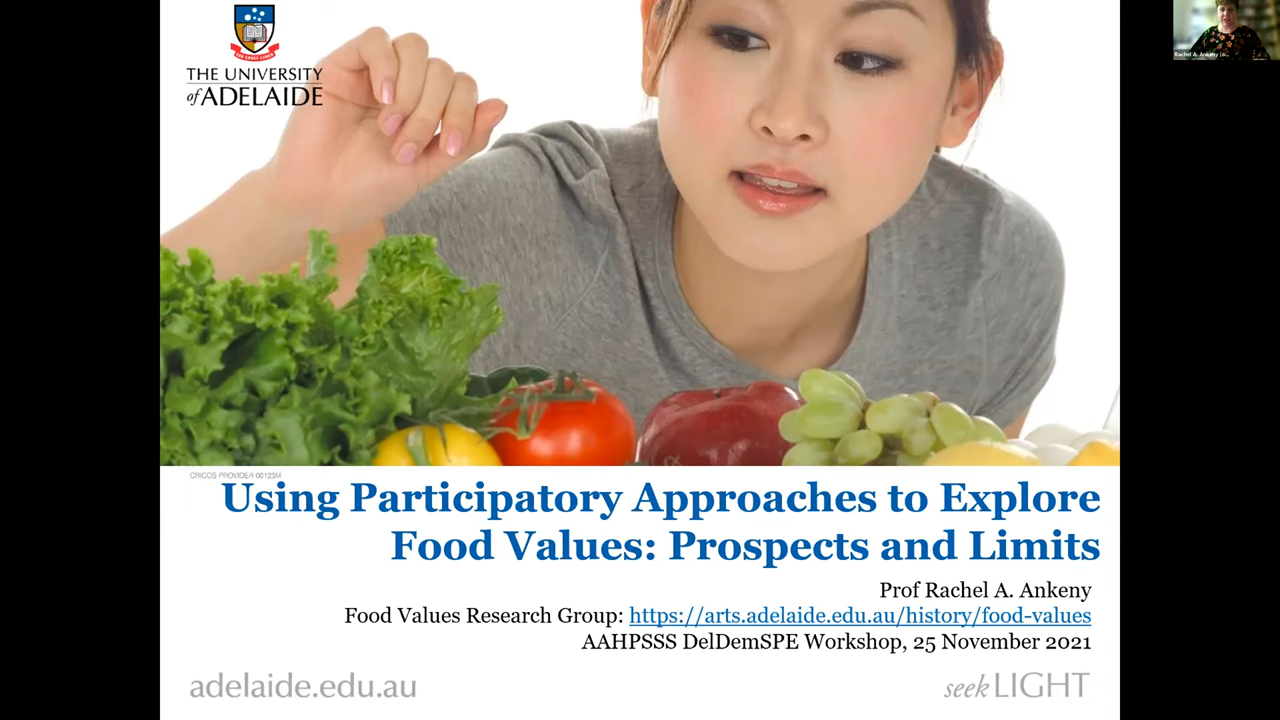 THE UNIVERSITY
of ADELAIDE
Rachel A. Ankeny
CRICOS PROVIDER 00123M
Using Participatory Approaches to Explore
Food Values: Prospects and Limits
Prof Rachel A. Ankeny
Food Values Research Group: https://arts.adelaide.edu.au/history/food-values
AAHPSSS DelDemSPE Workshop, 25 November 2021
adelaide.edu.au
seek LIGHT